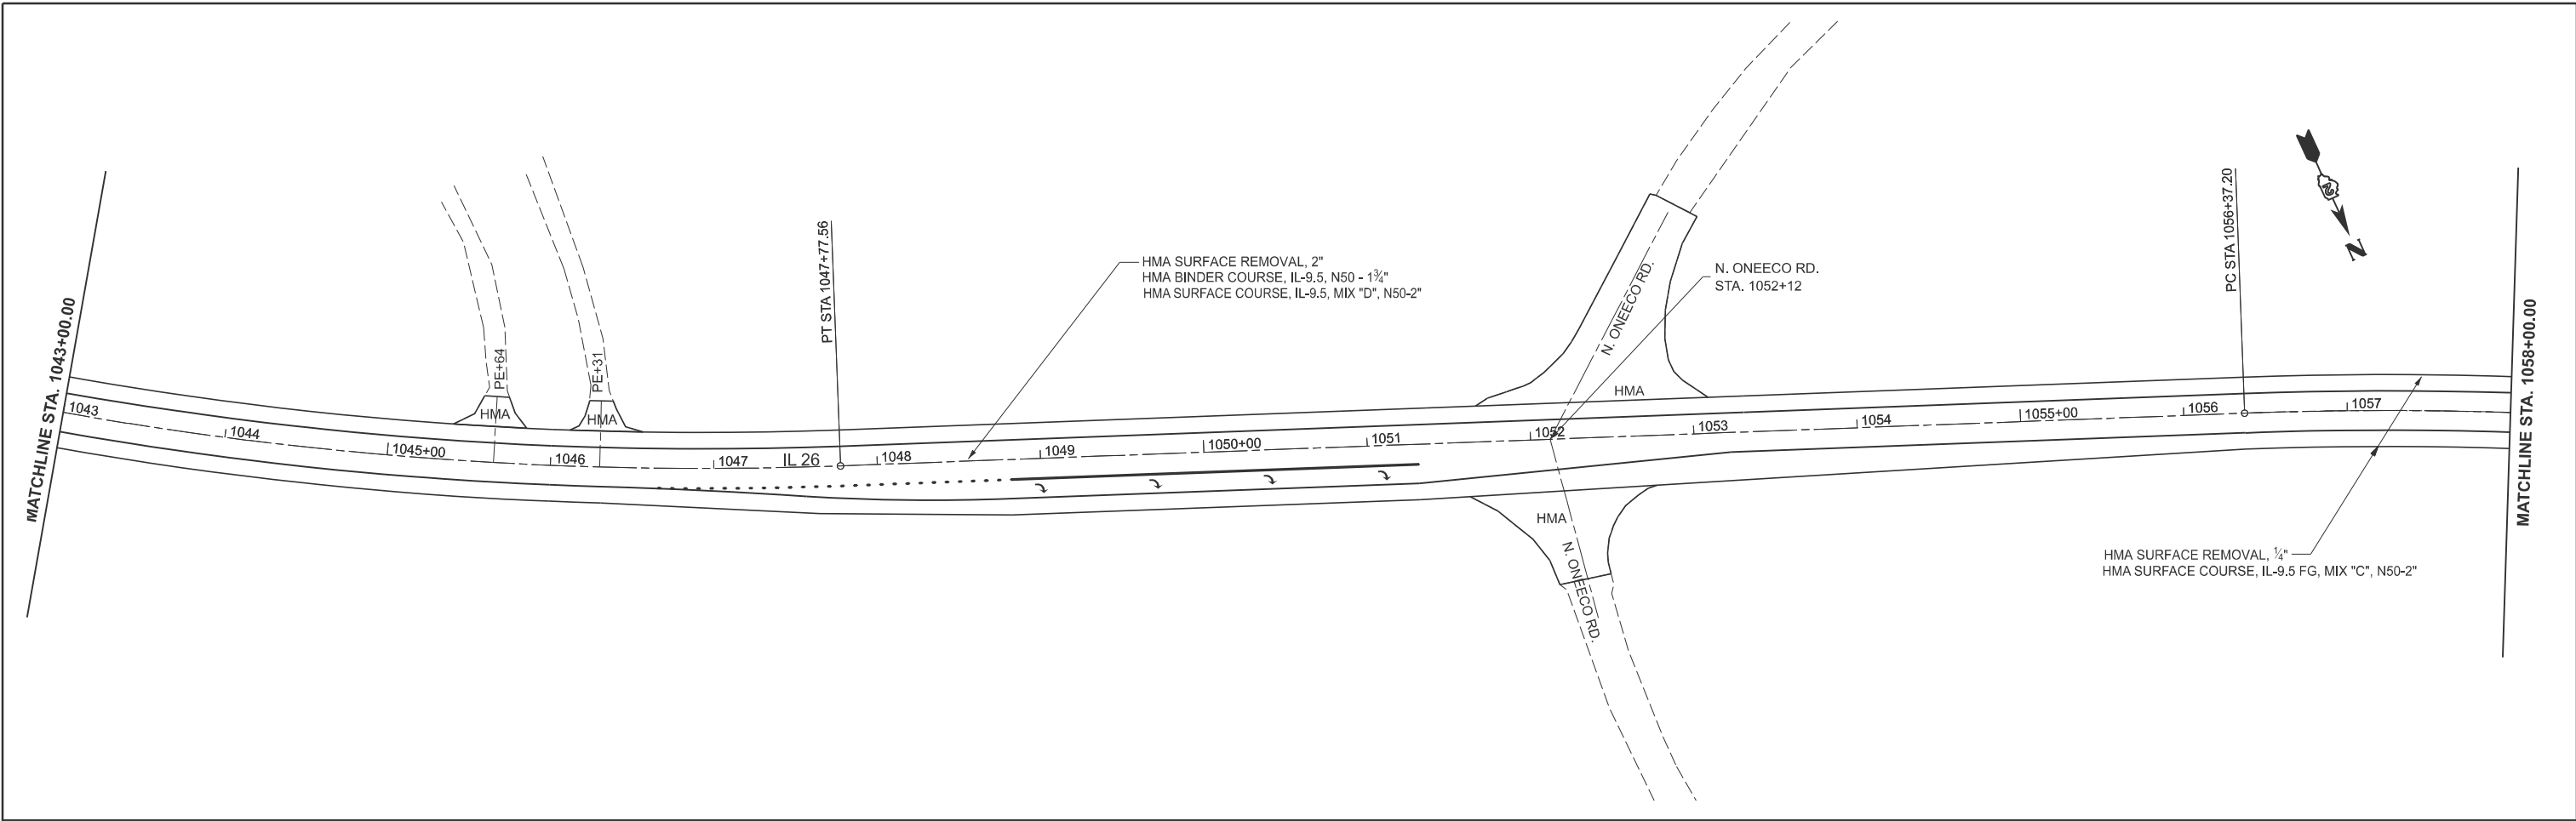 MATCHLINE STA. 1043+00.00
1043
1044
1045+00
PE+64
HMA
1046
PE+31
HMA
1047
IL 26
PT STA 1047+77.56
1048
HMA SURFACE REMOVAL, 2"
HMA BINDER COURSE, IL-9.5, N50 - 1¾"
HMA SURFACE COURSE, IL-9.5, MIX "D", N50-2"
1049
1050+00
1051
1052
N. ONEECO RD.
STA. 1052+12
N. ONEECO RD.
HMA
HMA
N. ONEECO RD.
1053
1054
1055+00
1056
PC STA 1056+37.20
1057
N
HMA SURFACE REMOVAL, ¼"
HMA SURFACE COURSE, IL-9.5 FG, MIX "C", N50-2"
MATCHLINE STA. 1058+00.00